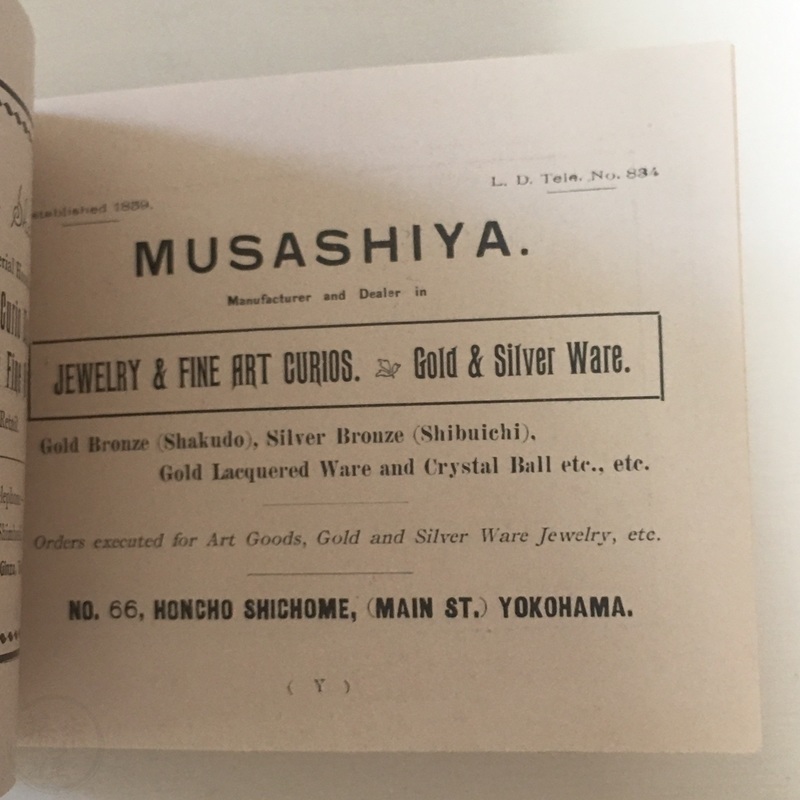 Established 1859.
L. D. Tele. No. 834
MUSASHIYA.
Manufacturer and Dealer in
JEWELRY & FINE ART CURIOS. Gold & Silver Ware.
Gold Bronze (Shakudo), Silver Bronze (Shibuichi),
Gold Lacquered Ware and Crystal Ball etc., etc.
Orders executed for Art Goods, Gold and Silver Ware Jewelry, etc.
NO. 66, HONCHO SHICHOME, (MAIN ST.) YOKOHAMA.
( Y )